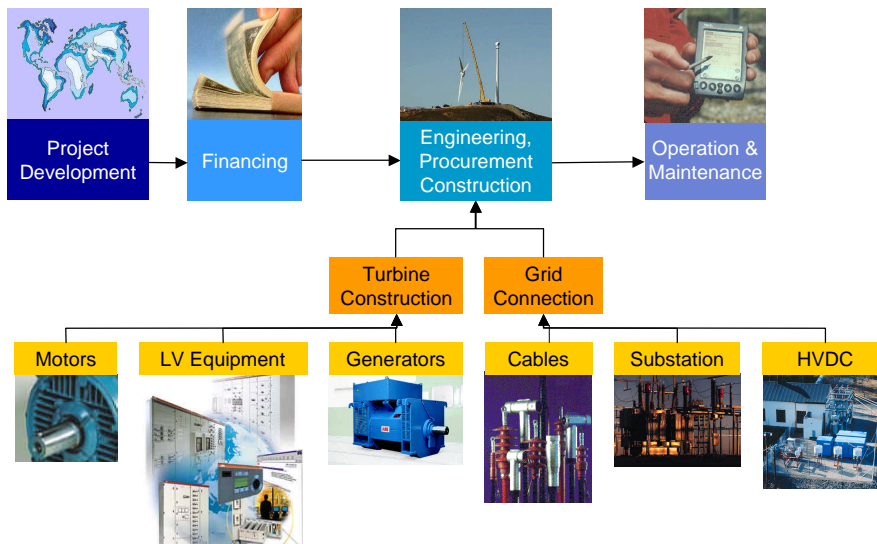 Project
Development
Financing
Engineering,
Procurement
Construction
Operation &
Maintenance
Turbine
Construction
Grid
Connection
Motors
LV Equipment
Generators
Cables
Substation
HVDC
ABB